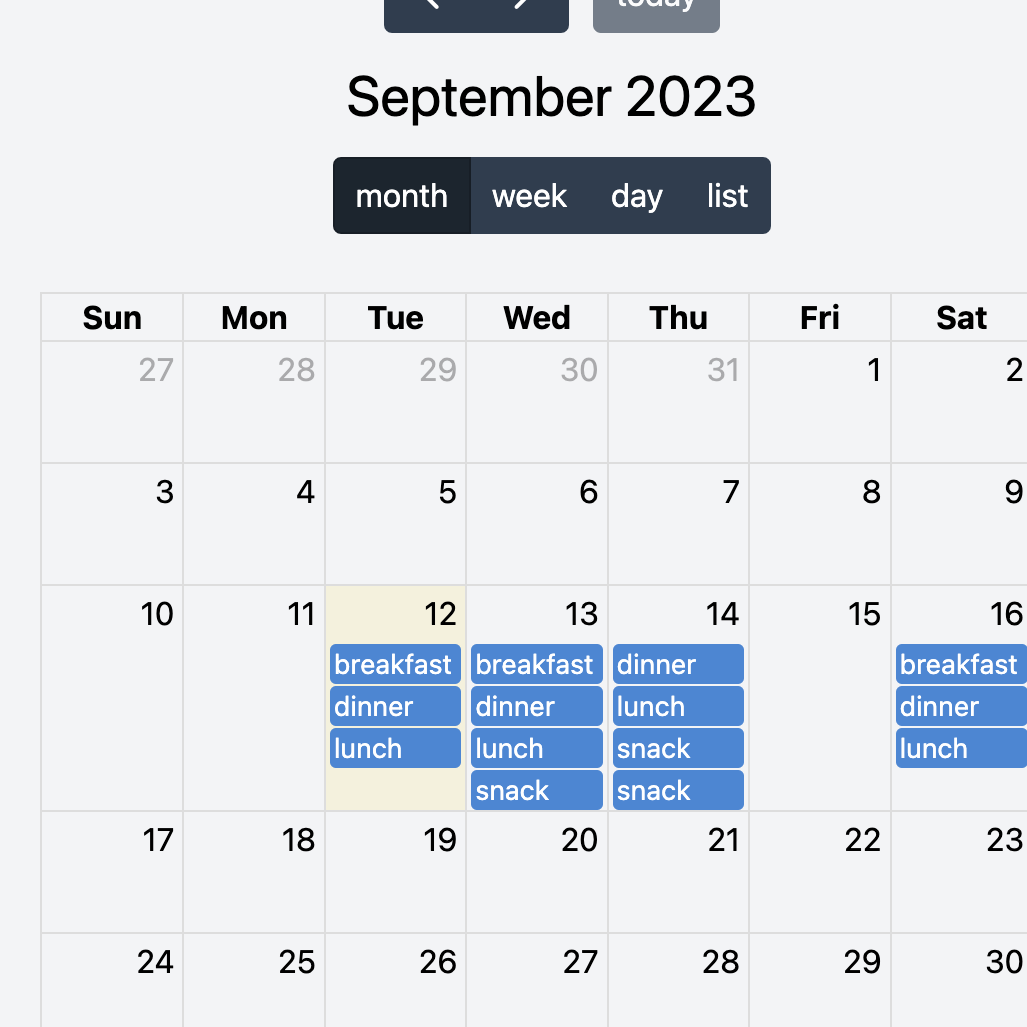 today
September 2023
month week day list
Sun Mon Tue Wed Thu Fri Sat
27 28 29 30 31 1 2
3 4 5 6 7 8 9
10 11 12 13 14 15 16
breakfast breakfast dinner breakfast
dinner dinner lunch dinner
lunch lunch snack lunch
snack snack
17 18 19 20 21 22 23
24 25 26 27 28 29 30